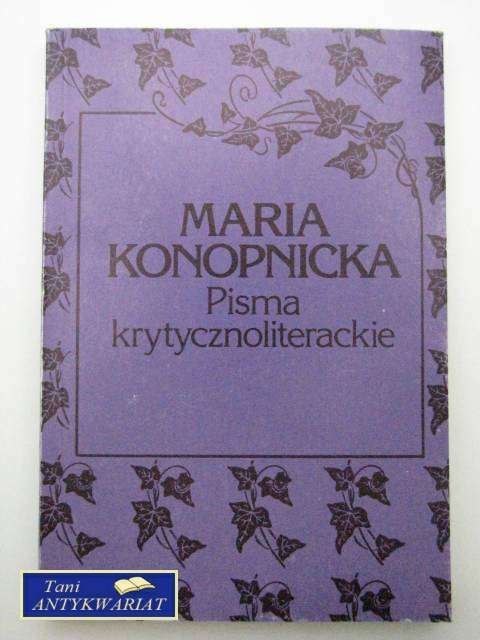 MARIA
KONOPNICKA
Pisma
krytycznoliterackie
Tani
ANTYKWARIAT